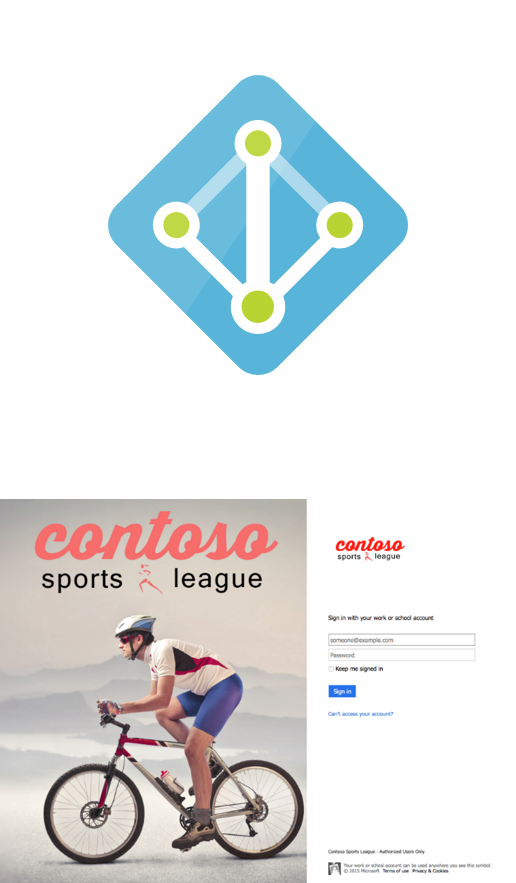 contoso
sports league
contoso
sports league
Sign in with your work or school account
someone@example.com
Password
Keep me signed in
Sign in
Can't access your account?
Contoso Sports League - Authorized Users Only
Your work or school account can be used anywhere you see this symbol.
© 2015 Microsoft Terms of use Privacy & Cookies